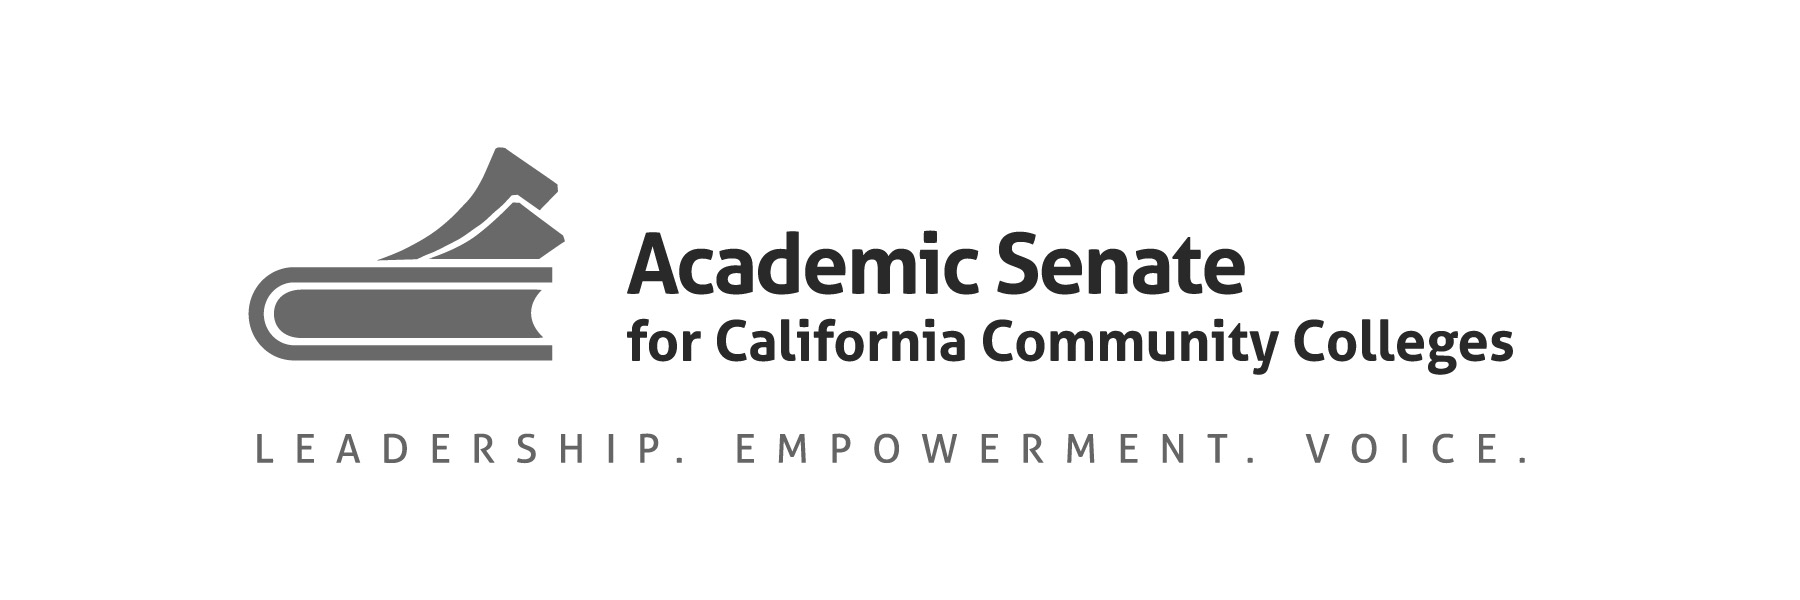 Academic Senate
for California Community Colleges
LEADERSHIP. EMPOWERMENT. VOICE.